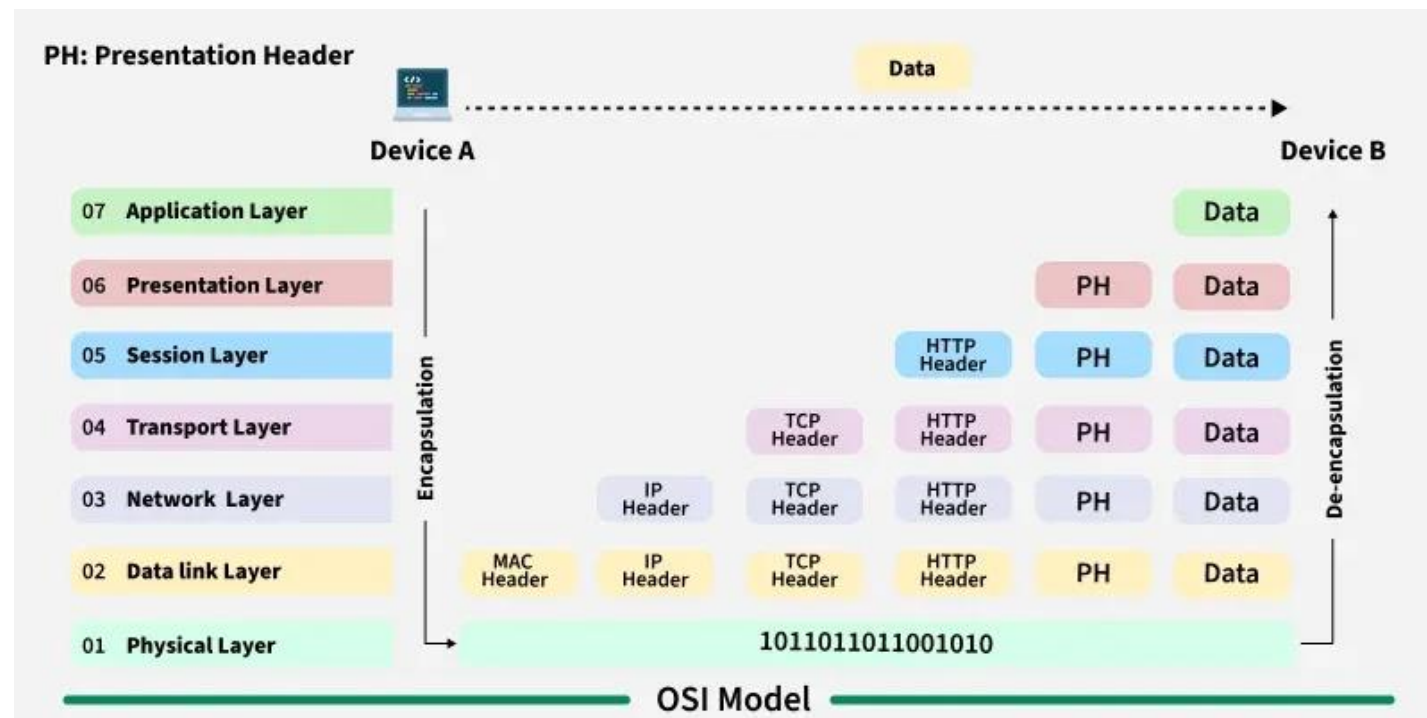 PH: Presentation Header
</>
Data
Device A
Device B
07 Application Layer
Data
06 Presentation Layer
PH
Data
05 Session Layer
HTTP
Header
PH
Data
04 Transport Layer
TCP
Header
HTTP
Header
PH
Data
03 Network Layer
IP
Header
TCP
Header
HTTP
Header
PH
Data
02 Data link Layer
MAC
Header
IP
Header
TCP
Header
HTTP
Header
PH
Data
01 Physical Layer
1011011011001010
Encapsulation
De-encapsulation
OSI Model